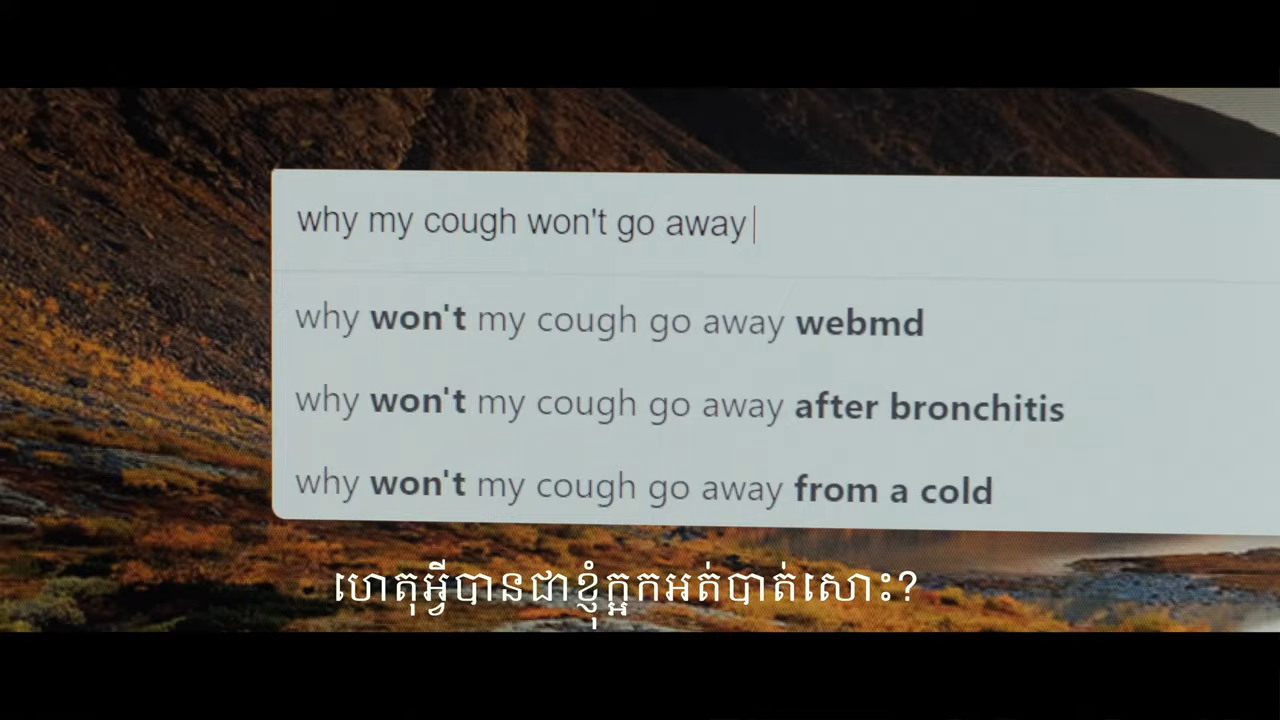 why my cough won't go away
why won't my cough go away webmd
why won't my cough go away after bronchitis
why won't my cough go away from a cold
ហេតុអ្វីបានជាខ្ញុំក្អកអត់បាត់សោះ?